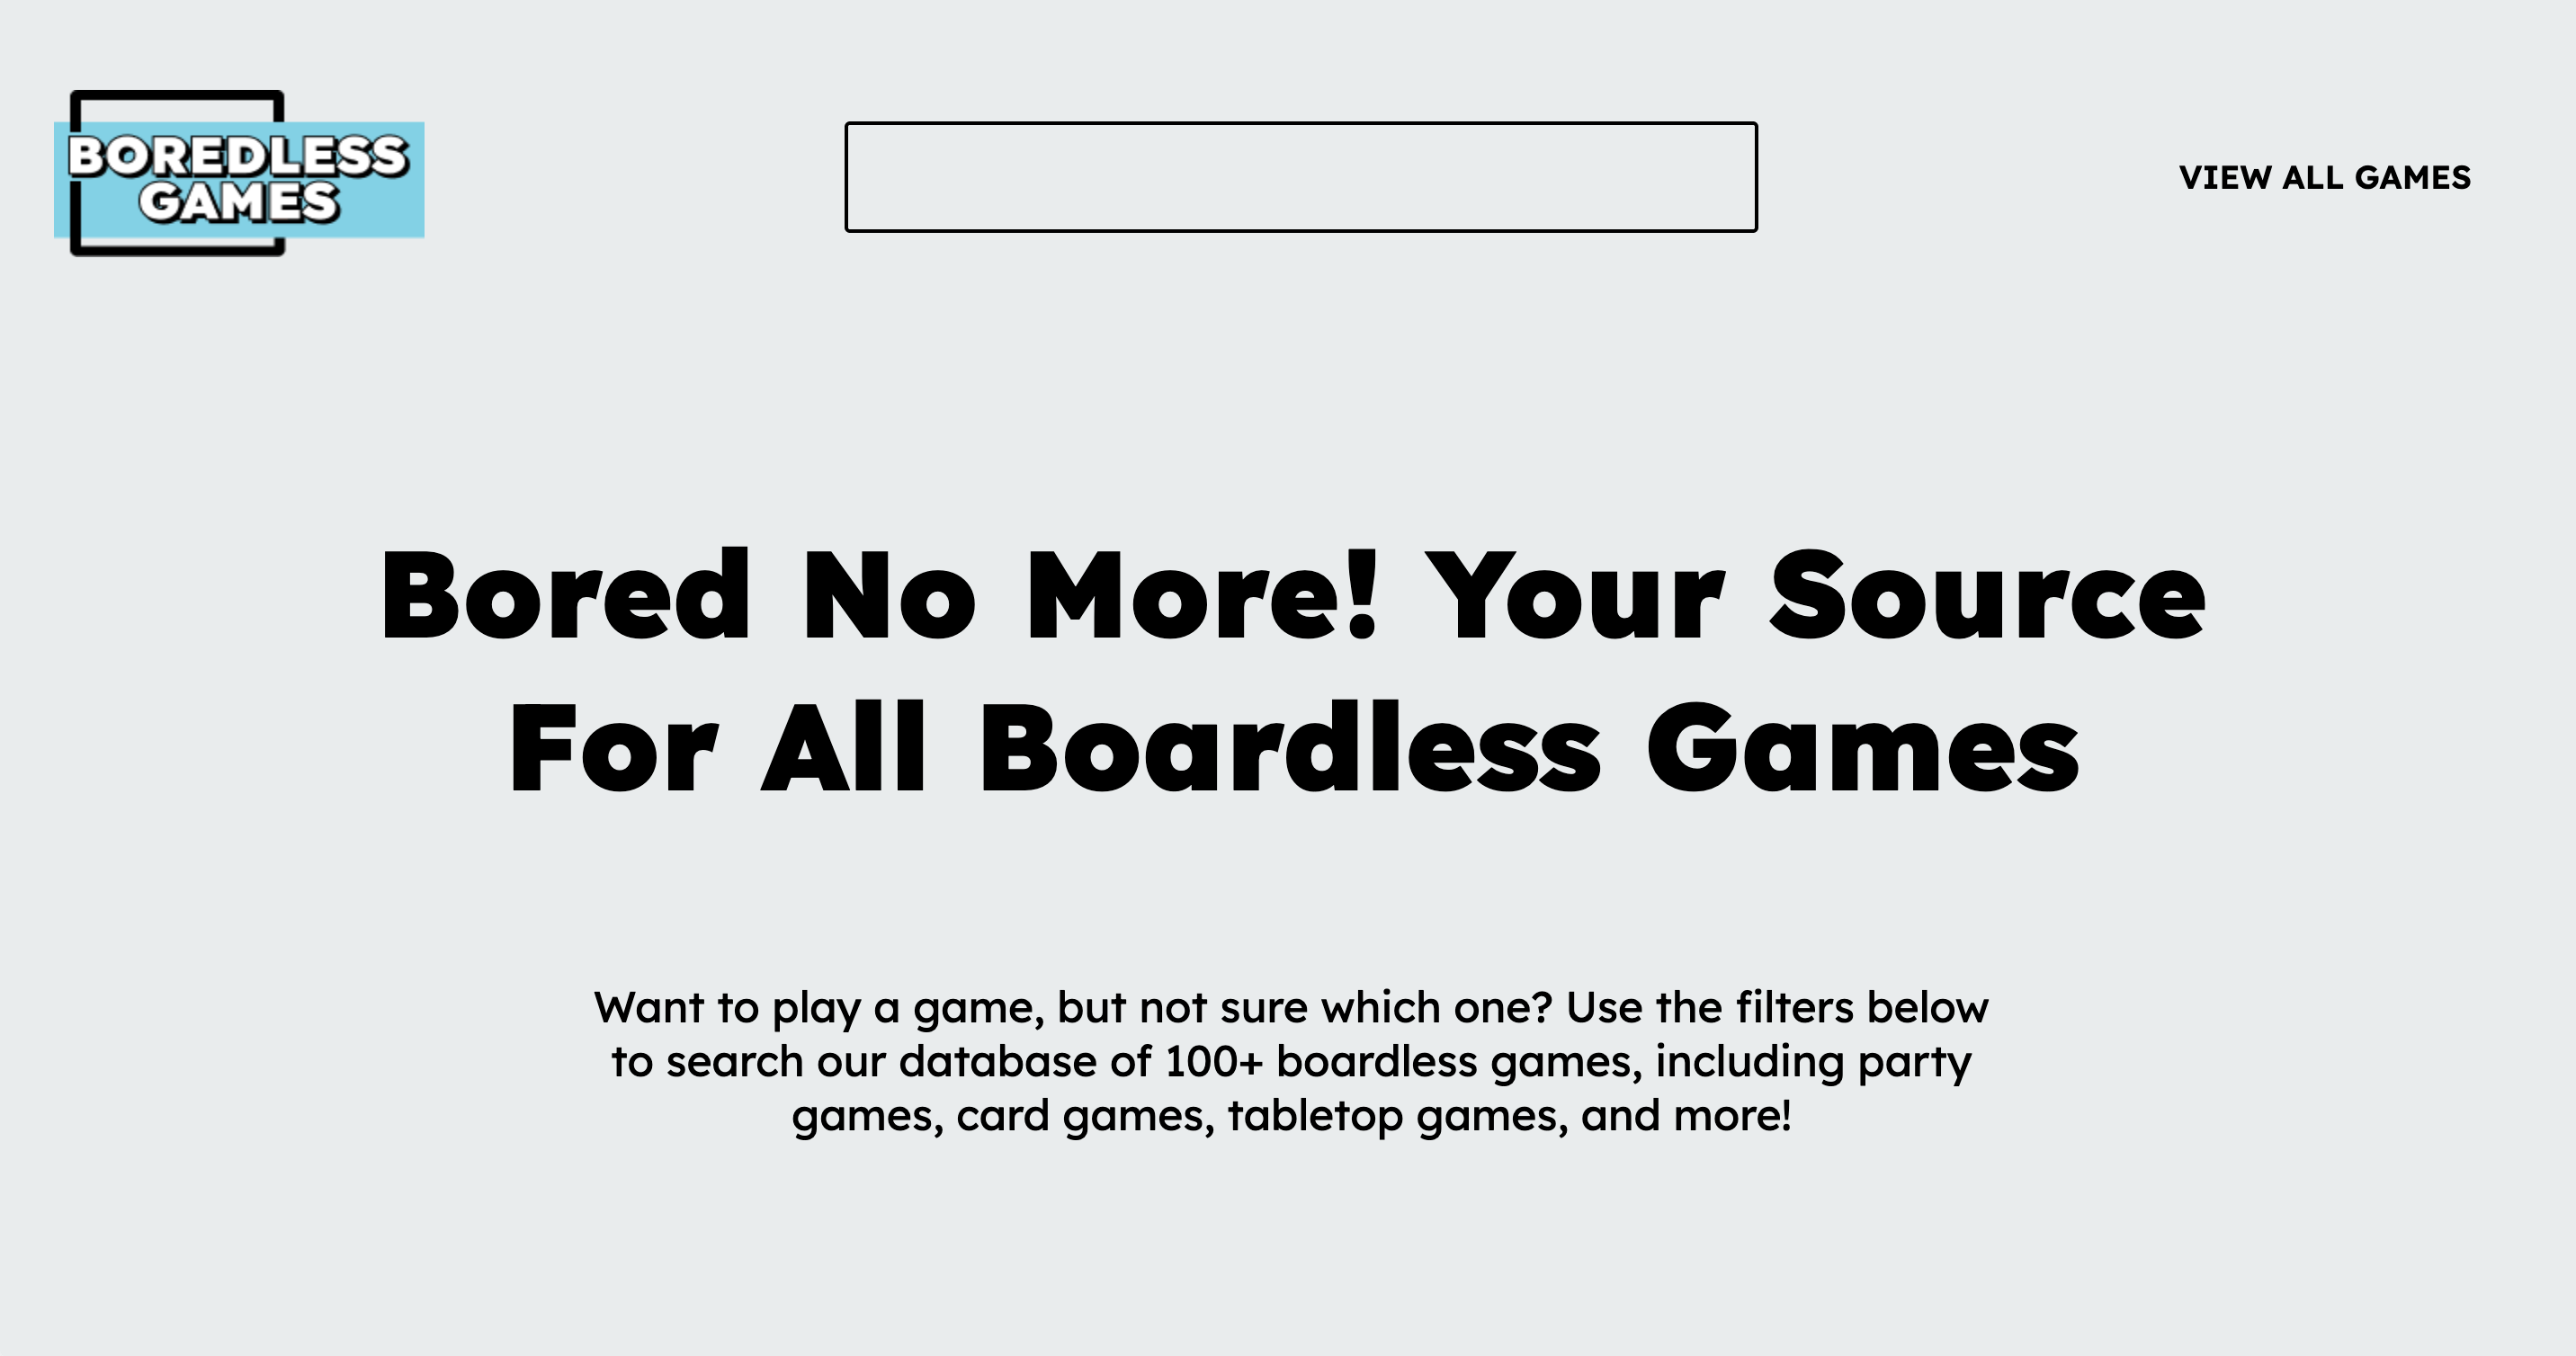 BOREDLESS
GAMES
VIEW ALL GAMES
Bored No More! Your Source
For All Boardless Games
Want to play a game, but not sure which one? Use the filters below
to search our database of 100+ boardless games, including party
games, card games, tabletop games, and more!